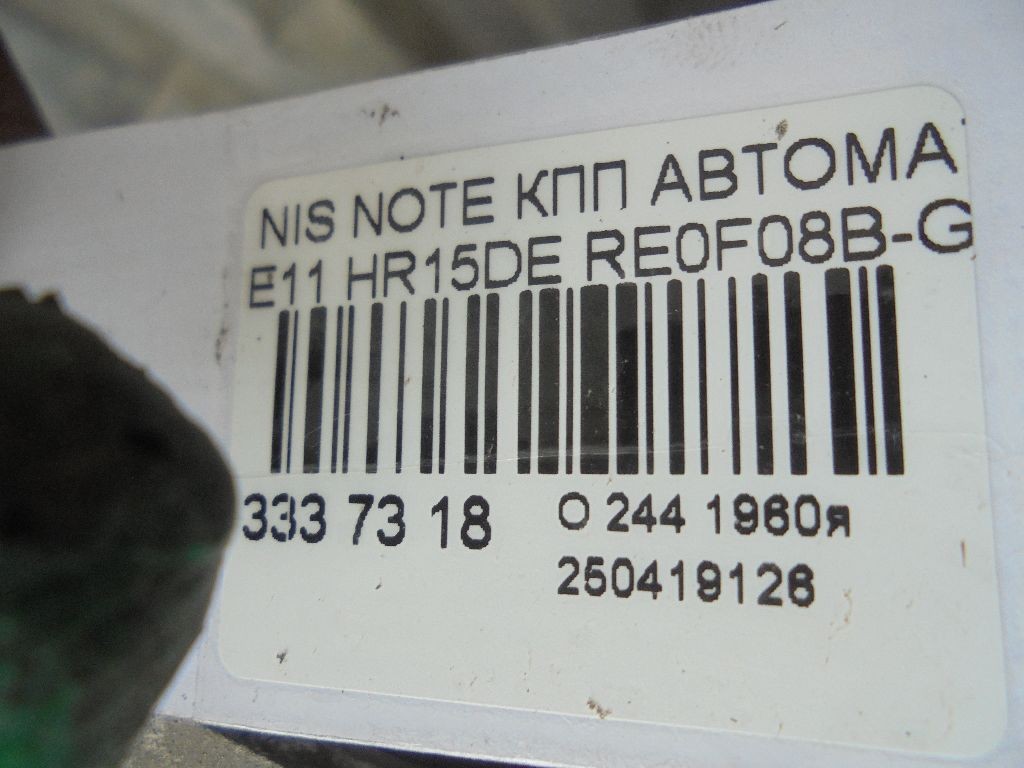 NIS NOTE КПП АВТОМА
E11 HR15DE RE0F08B-G
333 73 18
О 244 1960я
250419126